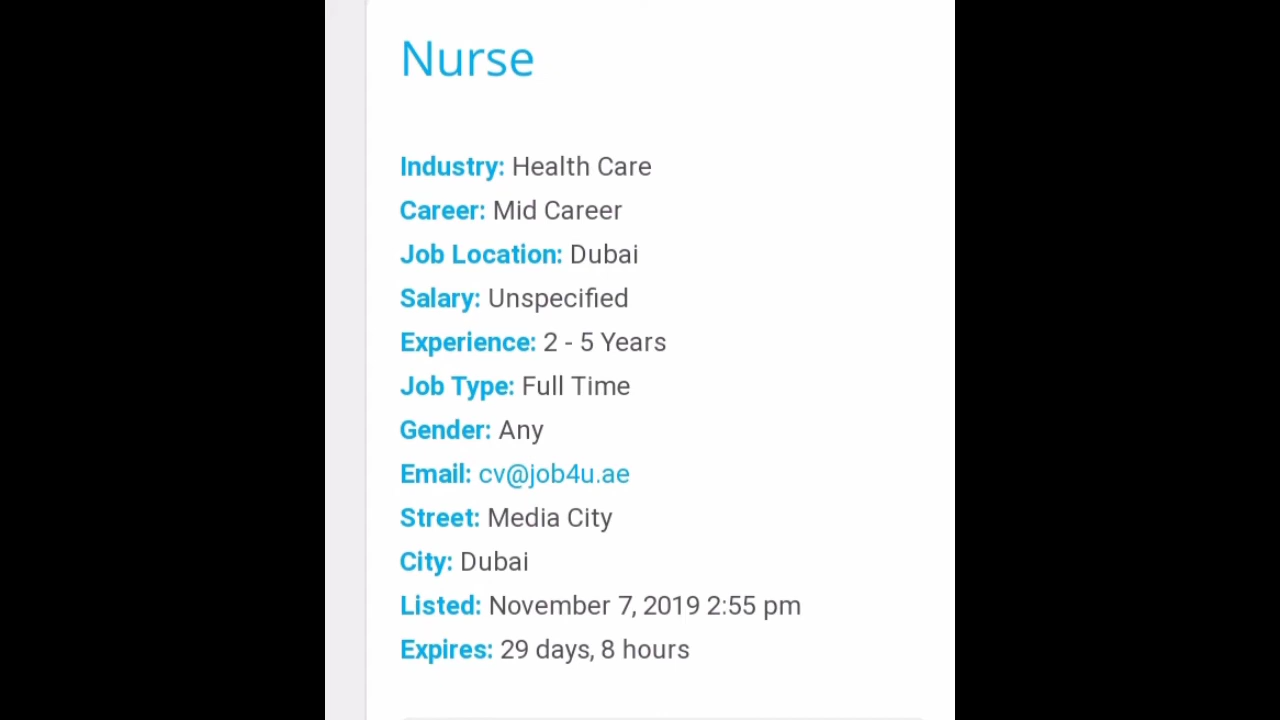 Nurse
Industry: Health Care
Career: Mid Career
Job Location: Dubai
Salary: Unspecified
Experience: 2 - 5 Years
Job Type: Full Time
Gender: Any
Email: cv@job4u.ae
Street: Media City
City: Dubai
Listed: November 7, 2019 2:55 pm
Expires: 29 days, 8 hours